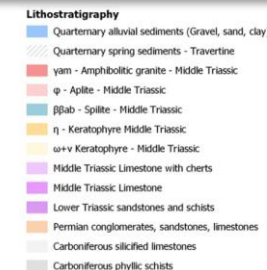 Lithostratigraphy
Quarternary alluvial sediments (Gravel, sand, clay
Quarternary spring sediments - Travertine
γam - Amphibolitic granite - Middle Triassic
φ - Aplite - Middle Triassic
ββab - Spilite - Middle Triassic
η - Keratophyre Middle Triassic
ω+ν Keratophyre - Middle Triassic
Middle Triassic Limestone with cherts
Middle Triassic Limestone
Lower Triassic sandstones and schists
Permian conglomerates, sandstones, limestones
Carboniferous silicified limestones
Carboniferous phyllic schists